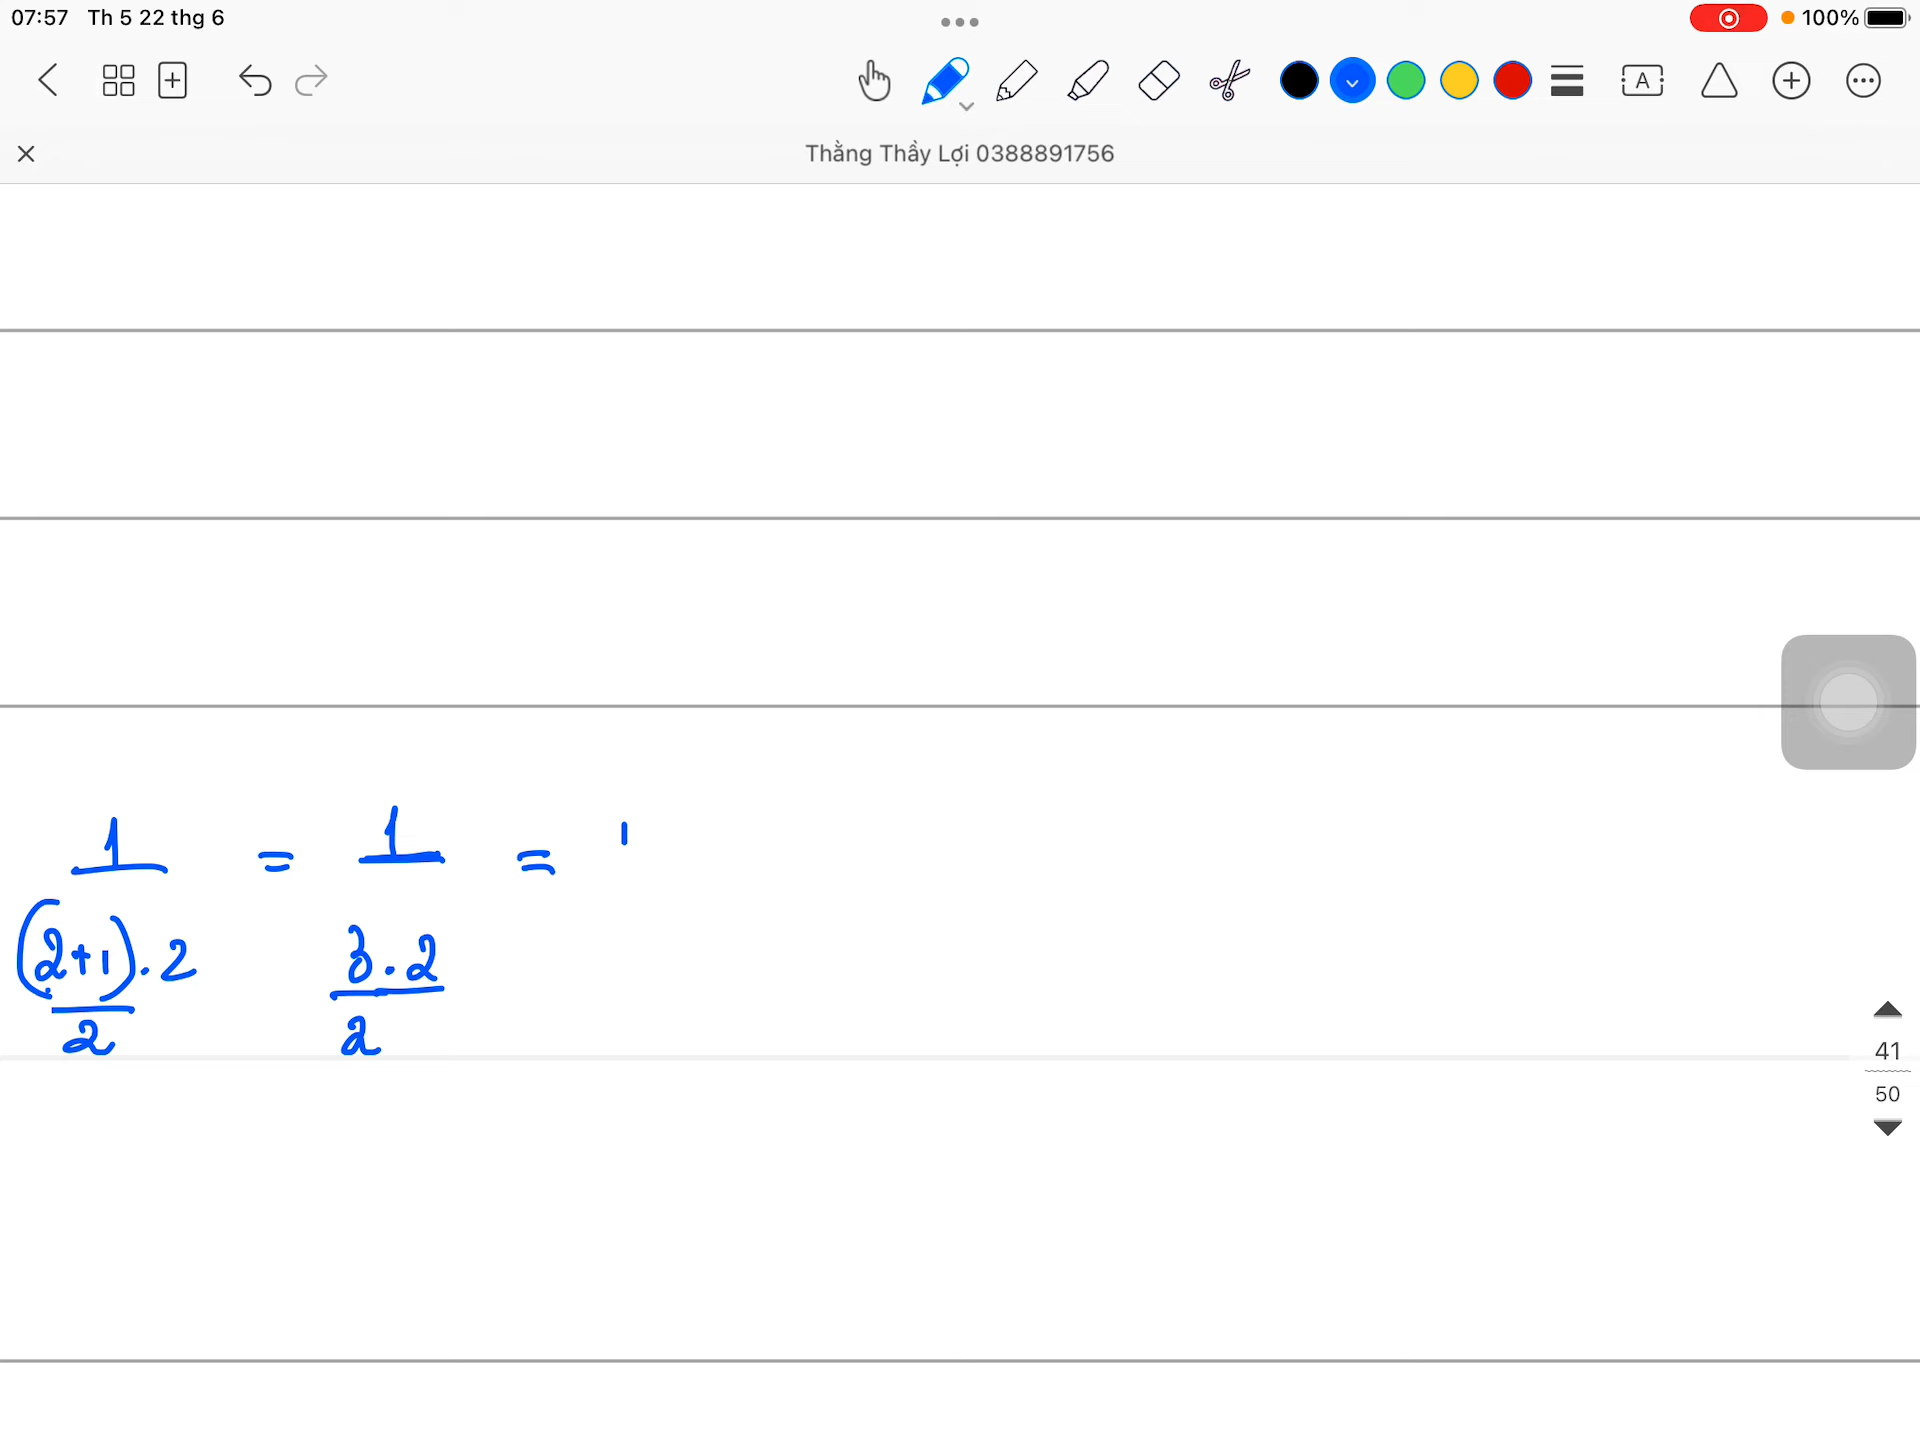 07:57 Th 5 22 thg 6
100%
A
Thằng Thầy Lợi 0388891756
1 = 1 =
(2+1).2 3.2
2 2
41
50